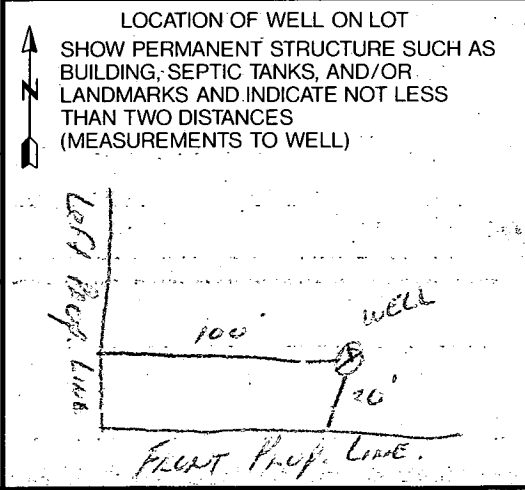 LOCATION OF WELL ON LOT
SHOW PERMANENT STRUCTURE SUCH AS
BUILDING, SEPTIC TANKS, AND/OR
LANDMARKS AND INDICATE NOT LESS
THAN TWO DISTANCES
(MEASUREMENTS TO WELL)
N
Left Prop. Line
WELL
100'
20'
FRONT PROP. LINE.